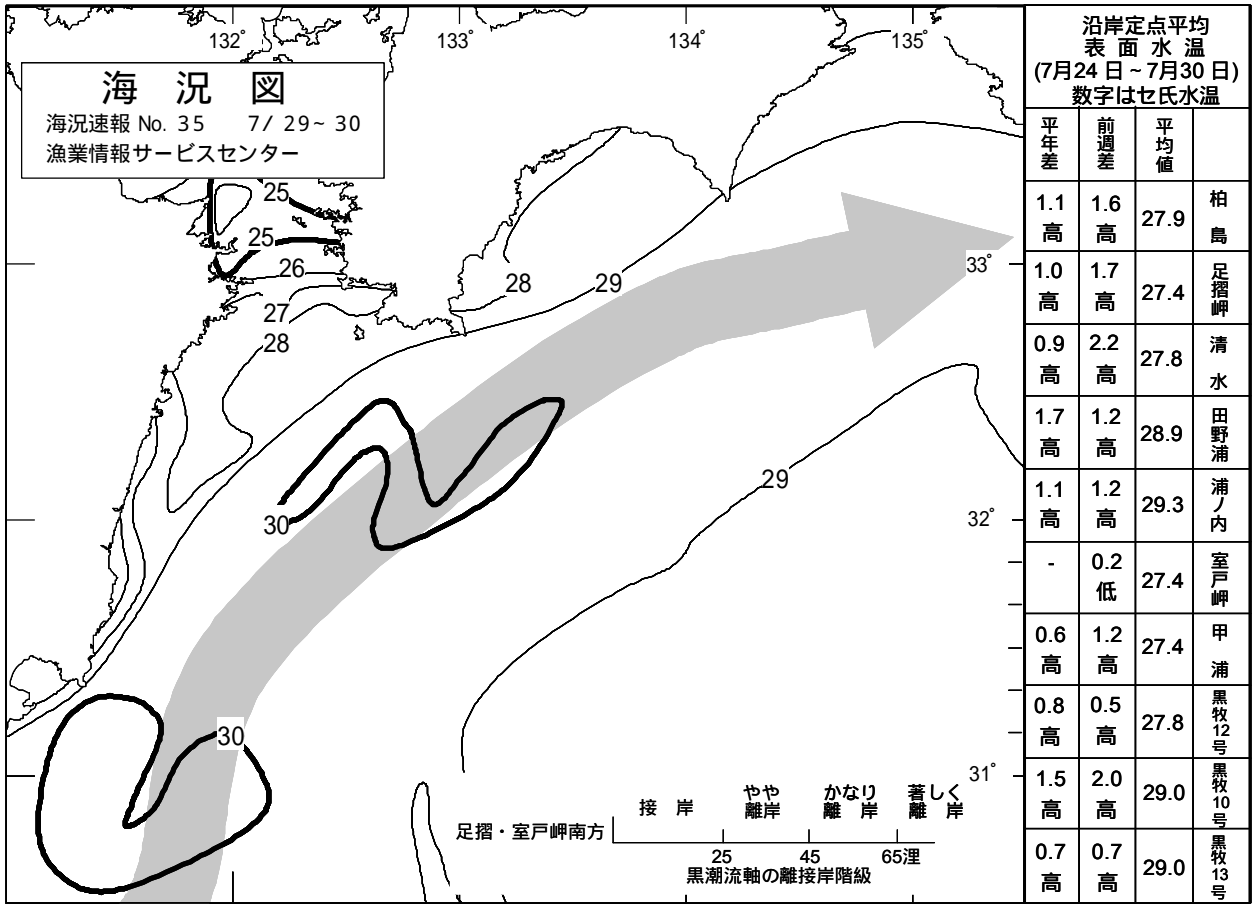 132°
133°
134°
135°
海 況 図
海況速報 No. 35 7/ 29~ 30
漁業情報サービスセンター
25
25
26
27
28
28
29
33°
30
29
32°
30
31°
接 岸
やや離岸
かなり離 岸
著しく離 岸
足摺・室戸岬南方
25 45 65浬
黒潮流軸の離接岸階級
沿岸定点平均
表 面 水 温
(7月24 日 ~ 7月30 日)
数字はセ氏水温
平年差 前週差 平均値
1.1高 1.6高 27.9 柏島
1.0高 1.7高 27.4 足摺岬
0.9高 2.2高 27.8 清水
1.7高 1.2高 28.9 田野浦
1.1高 1.2高 29.3 浦ノ内
- 0.2低 27.4 室戸岬
0.6高 1.2高 27.4 甲浦
0.8高 0.5高 27.8 黒牧12号
1.5高 2.0高 29.0 黒牧10号
0.7高 0.7高 29.0 黒牧13号